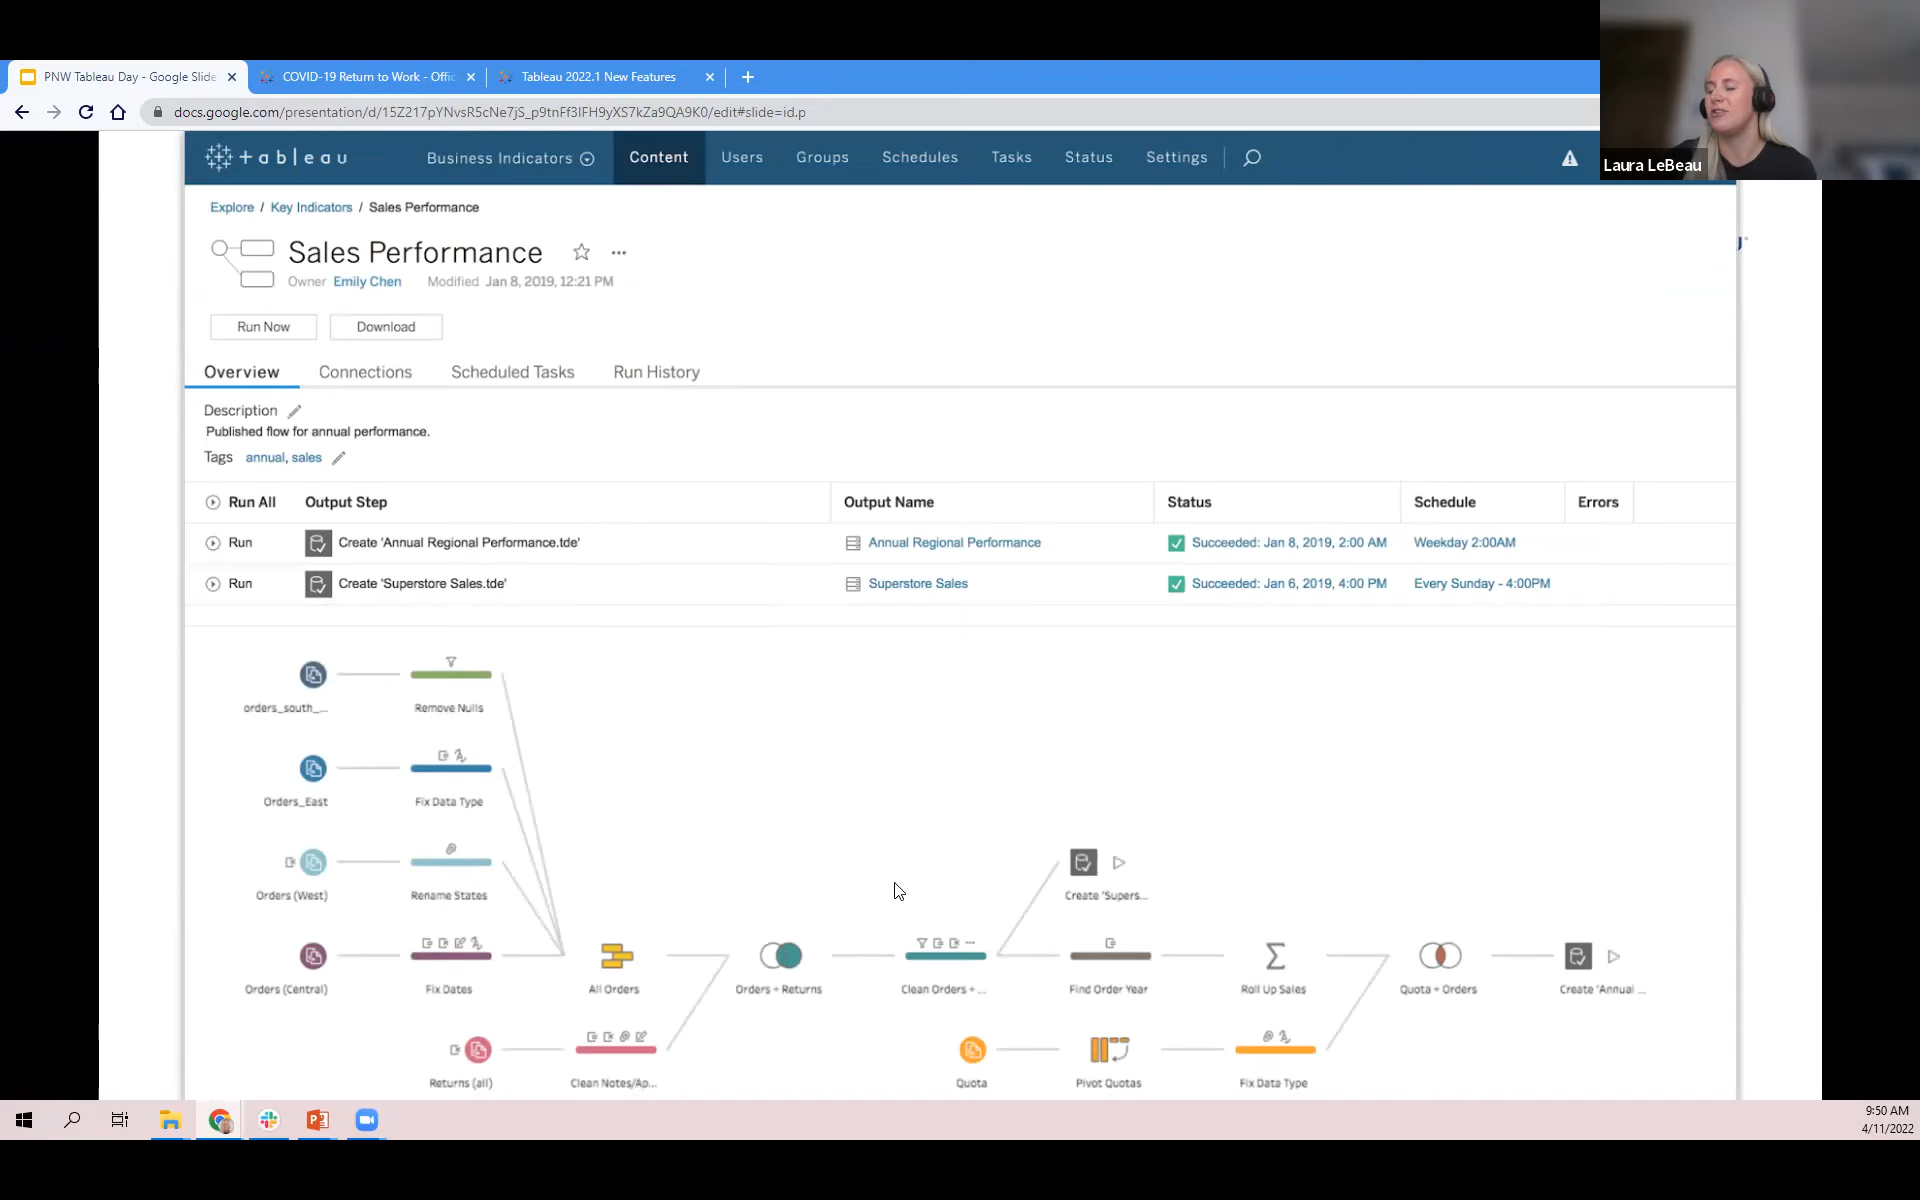 PNW Tableau Day - Google Slide
COVID-19 Return to Work - Offic
Tableau 2022.1 New Features
docs.google.com/presentation/d/15Z217pYNvsR5cNe7jS_p9tnFf3IFH9yXS7kZa9QA9K0/edit#slide=id.p
Laura LeBeau
+ a b l e a u
Business Indicators
Content
Users
Groups
Schedules
Tasks
Status
Settings
Explore / Key Indicators / Sales Performance
Sales Performance
Owner Emily Chen Modified Jan 8, 2019, 12:21 PM
Run Now
Download
Overview
Connections
Scheduled Tasks
Run History
Description
Published flow for annual performance.
Tags annual, sales
Run All Output Step Output Name Status Schedule Errors
Run Create 'Annual Regional Performance.tde' Annual Regional Performance Succeeded: Jan 8, 2019, 2:00 AM Weekday 2:00AM
Run Create 'Superstore Sales.tde' Superstore Sales Succeeded: Jan 6, 2019, 4:00 PM Every Sunday - 4:00PM
orders_south_... Remove Nulls
Orders_East Fix Data Type
Orders (West) Rename States Create 'Supers...
Orders (Central) Fix Dates All Orders Orders + Returns Clean Orders + ... Find Order Year Roll Up Sales Quota + Orders Create 'Annual ...
Returns (all) Clean Notes/Ap... Quota Pivot Quotas Fix Data Type
9:50 AM
4/11/2022